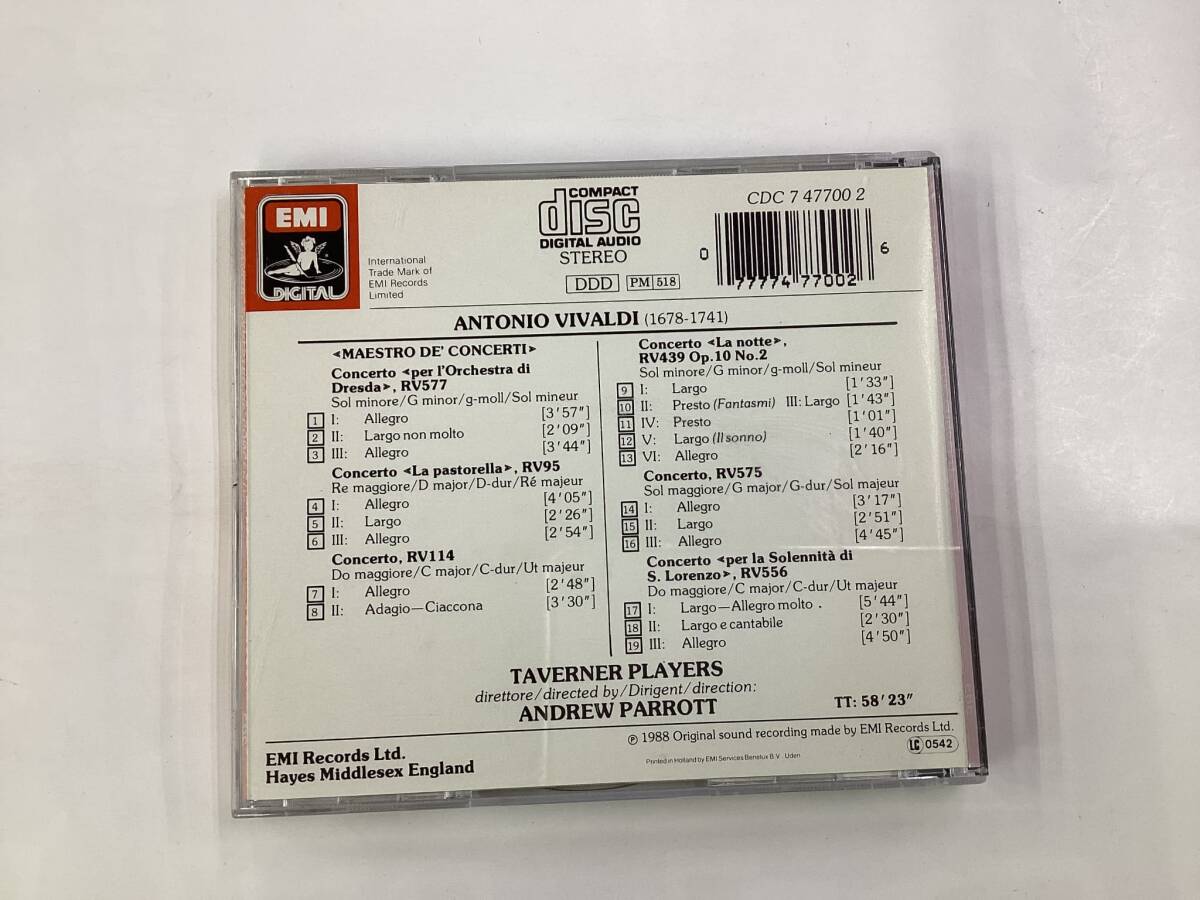 EMI
DIGITAL
International
Trade Mark of
EMI Records
Limited
COMPACT
disc
DIGITAL AUDIO
STEREO
DDD PM 518
CDC 7 47700 2
0 77774 77002 6
ANTONIO VIVALDI (1678-1741)
<MAESTRO DE' CONCERTI>
Concerto <per l'Orchestra di
Dresda>, RV577
Sol minore/G minor/g-moll/Sol mineur
1 I: Allegro [3'57"]
2 II: Largo non molto [2'09"]
3 III: Allegro [3'44"]
Concerto <La pastorella>, RV95
Re maggiore/D major/D-dur/Ré majeur
4 I: Allegro [4'05"]
5 II: Largo [2'26"]
6 III: Allegro [2'54"]
Concerto, RV114
Do maggiore/C major/C-dur/Ut majeur
7 I: Allegro [2'48"]
8 II: Adagio—Ciaccona [3'30"]
Concerto <La notte>,
RV439 Op.10 No.2
Sol minore/G minor/g-moll/Sol mineur
9 I: Largo [1'33"]
10 II: Presto (Fantasmi) III: Largo [1'43"]
11 IV: Presto [1'01"]
12 V: Largo (Il sonno) [1'40"]
13 VI: Allegro [2'16"]
Concerto, RV575
Sol maggiore/G major/G-dur/Sol majeur
14 I: Allegro [3'17"]
15 II: Largo [2'51"]
16 III: Allegro [4'45"]
Concerto <per la Solennità di
S. Lorenzo>, RV556
Do maggiore/C major/C-dur/Ut majeur
17 I: Largo—Allegro molto . [5'44"]
18 II: Largo e cantabile [2'30"]
19 III: Allegro [4'50"]
TAVERNER PLAYERS
direttore/directed by/Dirigent/direction:
ANDREW PARROTT
TT: 58'23"
℗ 1988 Original sound recording made by EMI Records Ltd.
LC 0542
EMI Records Ltd.
Hayes Middlesex England
Printed in Holland by EMI Services Benelux B.V. Uden